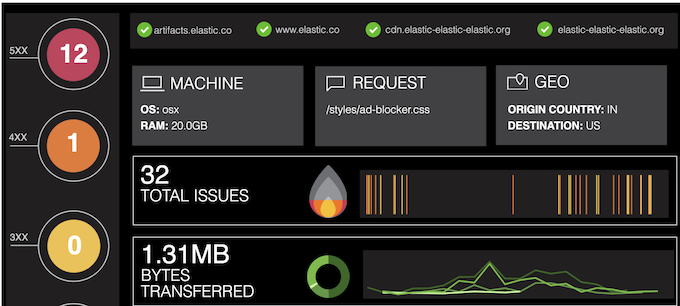 artifacts.elastic.co www.elastic.co cdn.elastic-elastic-elastic.org elastic-elastic-elastic.org
5XX
12
4XX
1
3XX
0
MACHINE
OS: osx
RAM: 20.0GB
REQUEST
/styles/ad-blocker.css
GEO
ORIGIN COUNTRY: IN
DESTINATION: US
32
TOTAL ISSUES
1.31MB
BYTES
TRANSFERRED